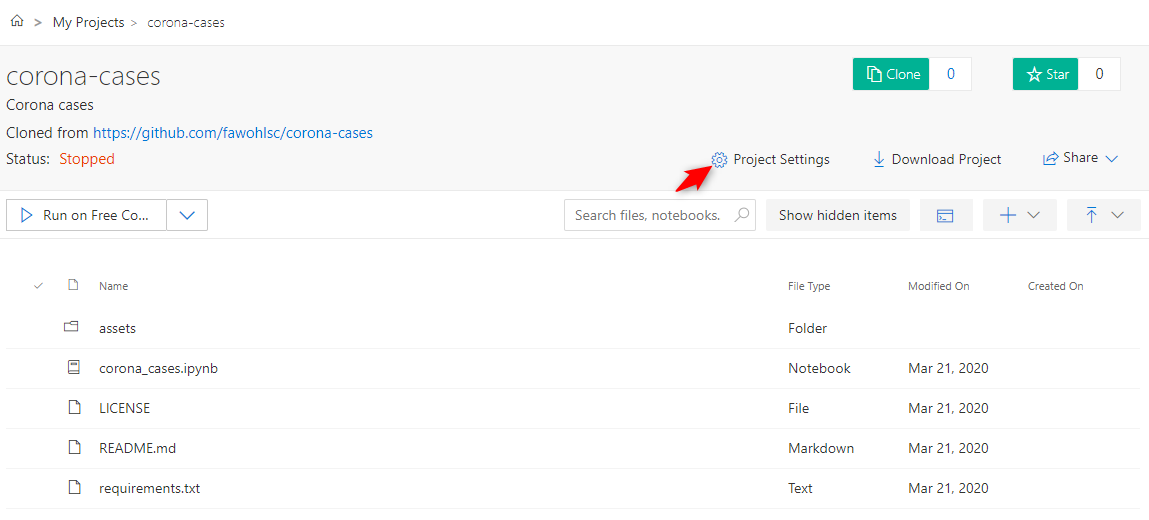 > My Projects > corona-cases
corona-cases
Clone 0
Star 0
Corona cases
Cloned from https://github.com/fawohlsc/corona-cases
Status: Stopped
Project Settings
Download Project
Share
Run on Free Co...
Search files, notebooks.
Show hidden items
Name File Type Modified On Created On
assets Folder
corona_cases.ipynb Notebook Mar 21, 2020
LICENSE File Mar 21, 2020
README.md Markdown Mar 21, 2020
requirements.txt Text Mar 21, 2020